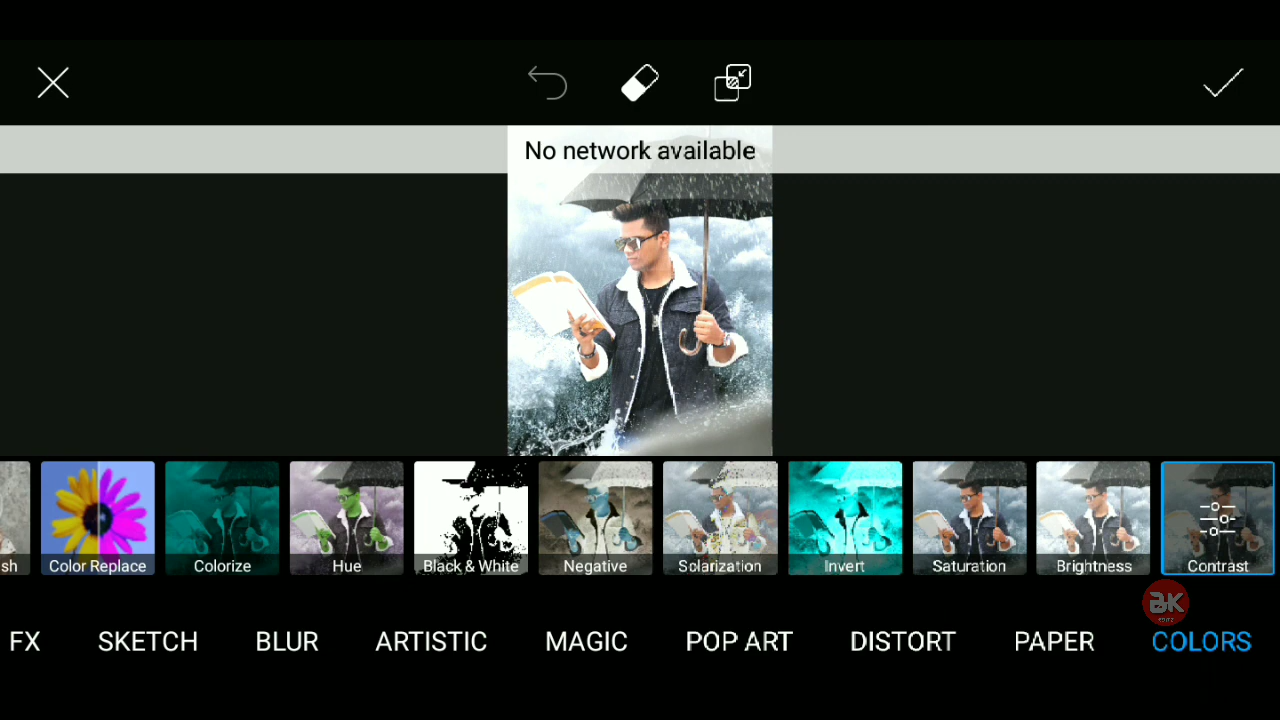 No network available
sh
Color Replace
Colorize
Hue
Black & White
Negative
Solarization
Invert
Saturation
Brightness
Contrast
FX
SKETCH
BLUR
ARTISTIC
MAGIC
POP ART
DISTORT
PAPER
COLORS